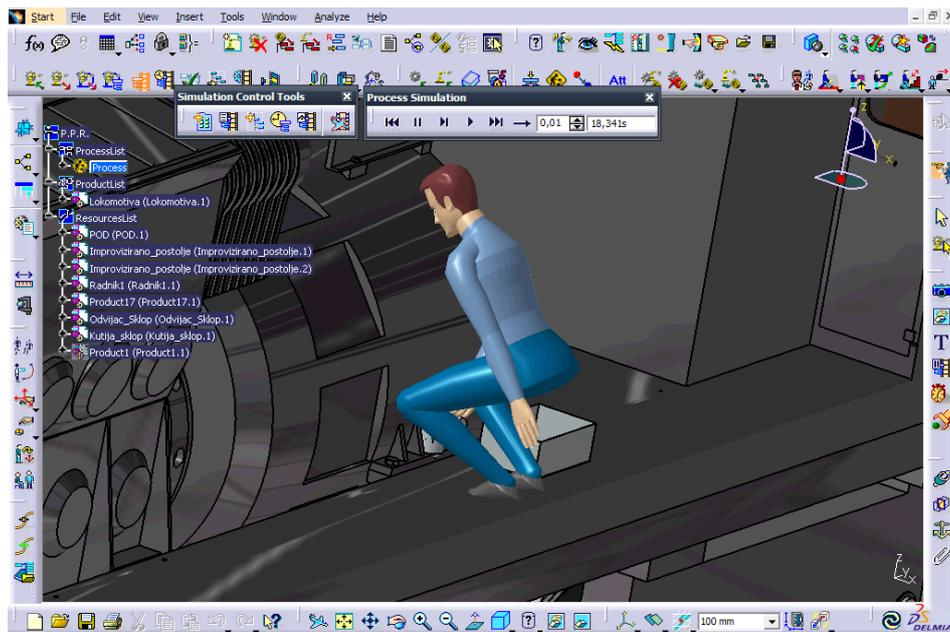 Start File Edit View Insert Tools Window Analyze Help
f(x)
Att
Simulation Control Tools
Process Simulation
0,01 18,341s
P.P.R.
ProcessList
Process
ProductList
Lokomotiva (Lokomotiva.1)
ResourcesList
POD (POD.1)
Improvizirano_postolje (Improvizirano_postolje.1)
Improvizirano_postolje (Improvizirano_postolje.2)
Radnik1 (Radnik1.1)
Product17 (Product17.1)
Odvijac_Sklop (Odvijac_Sklop.1)
Kutija_sklop (Kutija_sklop.1)
Product1 (Product1.1)
z
y
x
T
z
y
x
100 mm
DELMIA